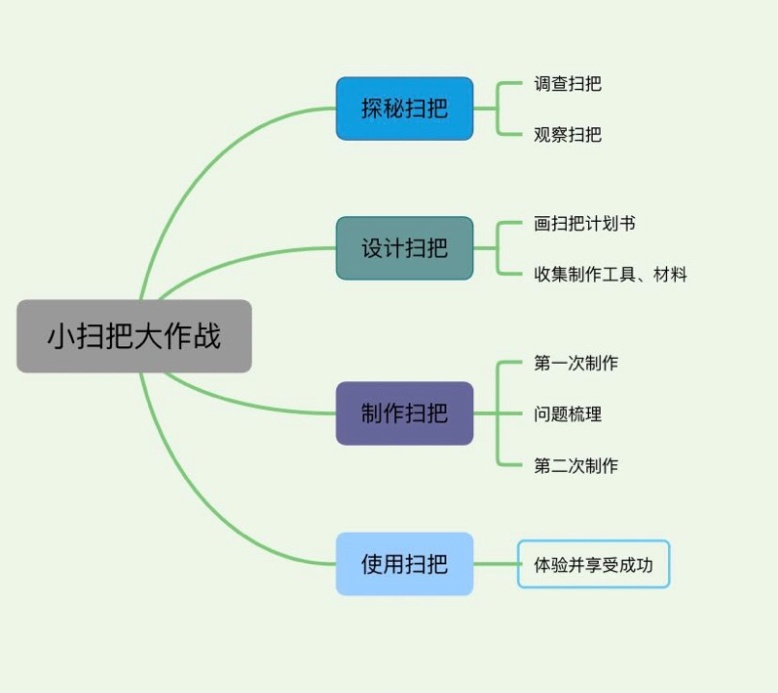 小扫把大作战
探秘扫把
调查扫把
观察扫把
设计扫把
画扫把计划书
收集制作工具、材料
制作扫把
第一次制作
问题梳理
第二次制作
使用扫把
体验并享受成功